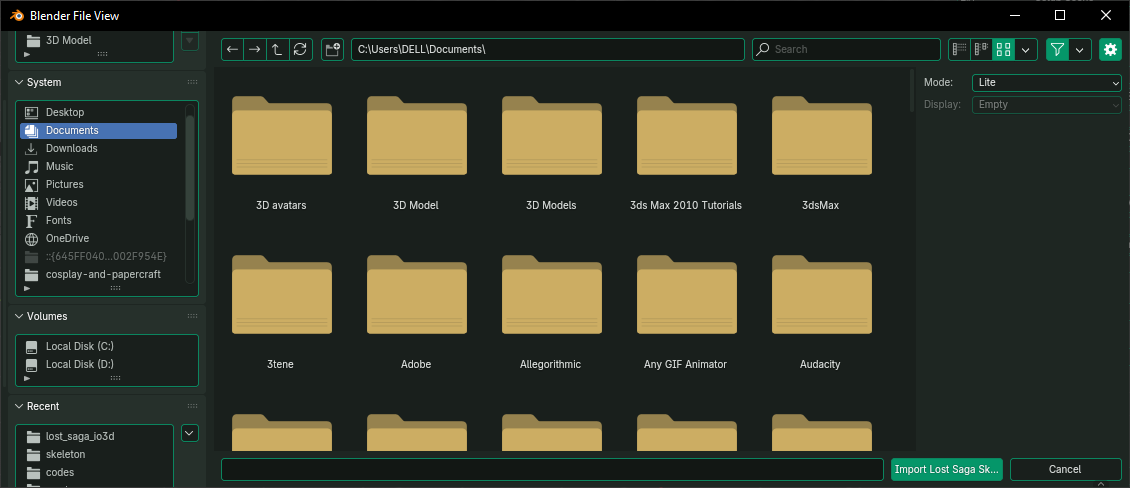 Blender File View
3D Model
C:\Users\DELL\Documents\
Search
System
Desktop
Documents
Downloads
Music
Pictures
Videos
Fonts
OneDrive
::{645FF040...002F954E}
cosplay-and-papercraft
Volumes
Local Disk (C:)
Local Disk (D:)
Recent
lost_saga_io3d
skeleton
codes
3D avatars
3D Model
3D Models
3ds Max 2010 Tutorials
3dsMax
3tene
Adobe
Allegorithmic
Any GIF Animator
Audacity
Mode:
Lite
Display:
Empty
Import Lost Saga Sk...
Cancel